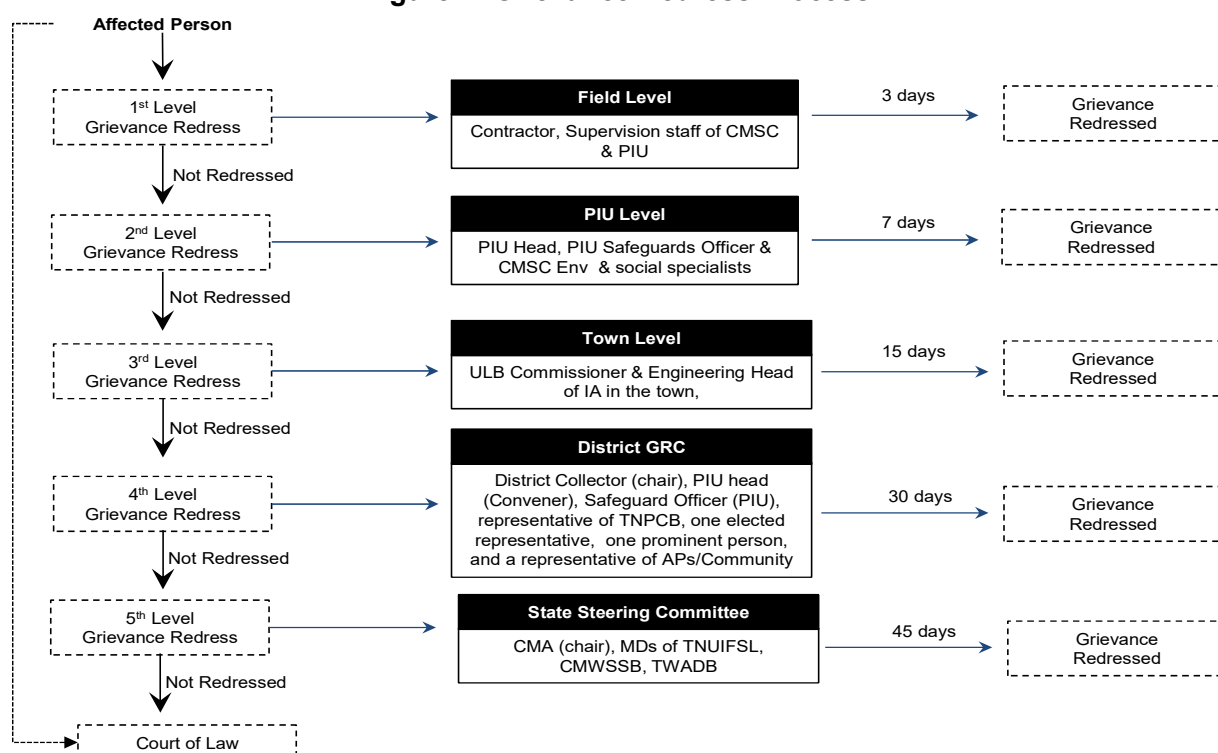 Affected Person
1st Level
Grievance Redress
Field Level
Contractor, Supervision staff of CMSC
& PIU
3 days
Grievance
Redressed
Not Redressed
2nd Level
Grievance Redress
PIU Level
PIU Head, PIU Safeguards Officer &
CMSC Env & social specialists
7 days
Grievance
Redressed
Not Redressed
3rd Level
Grievance Redress
Town Level
ULB Commissioner & Engineering Head
of IA in the town,
15 days
Grievance
Redressed
Not Redressed
4th Level
Grievance Redress
District GRC
District Collector (chair), PIU head
(Convener), Safeguard Officer (PIU),
representative of TNPCB, one elected
representative, one prominent person,
and a representative of APs/Community
30 days
Grievance
Redressed
Not Redressed
5th Level
Grievance Redress
State Steering Committee
CMA (chair), MDs of TNUIFSL,
CMWSSB, TWADB
45 days
Grievance
Redressed
Not Redressed
Court of Law